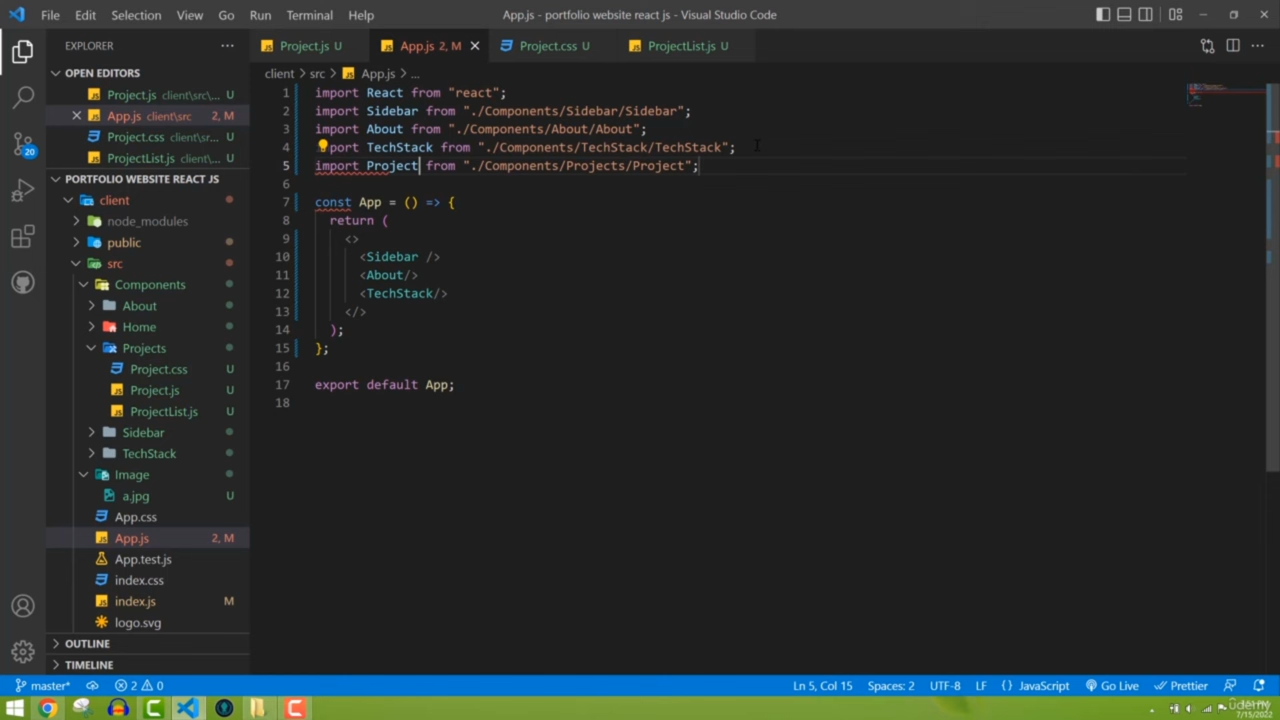 File Edit Selection View Go Run Terminal Help App.js - portfolio website react js - Visual Studio Code
EXPLORER ... Project.js U App.js 2, M Project.css U ProjectList.js U
OPEN EDITORS
Project.js client\src\... U
App.js client\src 2, M
Project.css client\sr... U
ProjectList.js client\... U
PORTFOLIO WEBSITE REACT JS
client
node_modules
public
src
Components
About
Home
Projects
Project.css U
Project.js U
ProjectList.js U
Sidebar
TechStack
Image
a.jpg U
App.css
App.js 2, M
App.test.js
index.css
index.js M
logo.svg
OUTLINE
TIMELINE
20
client > src > App.js > ...
1 import React from "react";
2 import Sidebar from "./Components/Sidebar/Sidebar";
3 import About from "./Components/About/About";
4 port TechStack from "./Components/TechStack/TechStack";
5 import Project from "./Components/Projects/Project";
6
7 const App = () => {
8 return (
9 <>
10 <Sidebar />
11 <About/>
12 <TechStack/>
13 </>
14 );
15 };
16
17 export default App;
18
master* 2 0 Ln 5, Col 15 Spaces: 2 UTF-8 LF {} JavaScript Go Live Prettier
udemy
7/15/2022